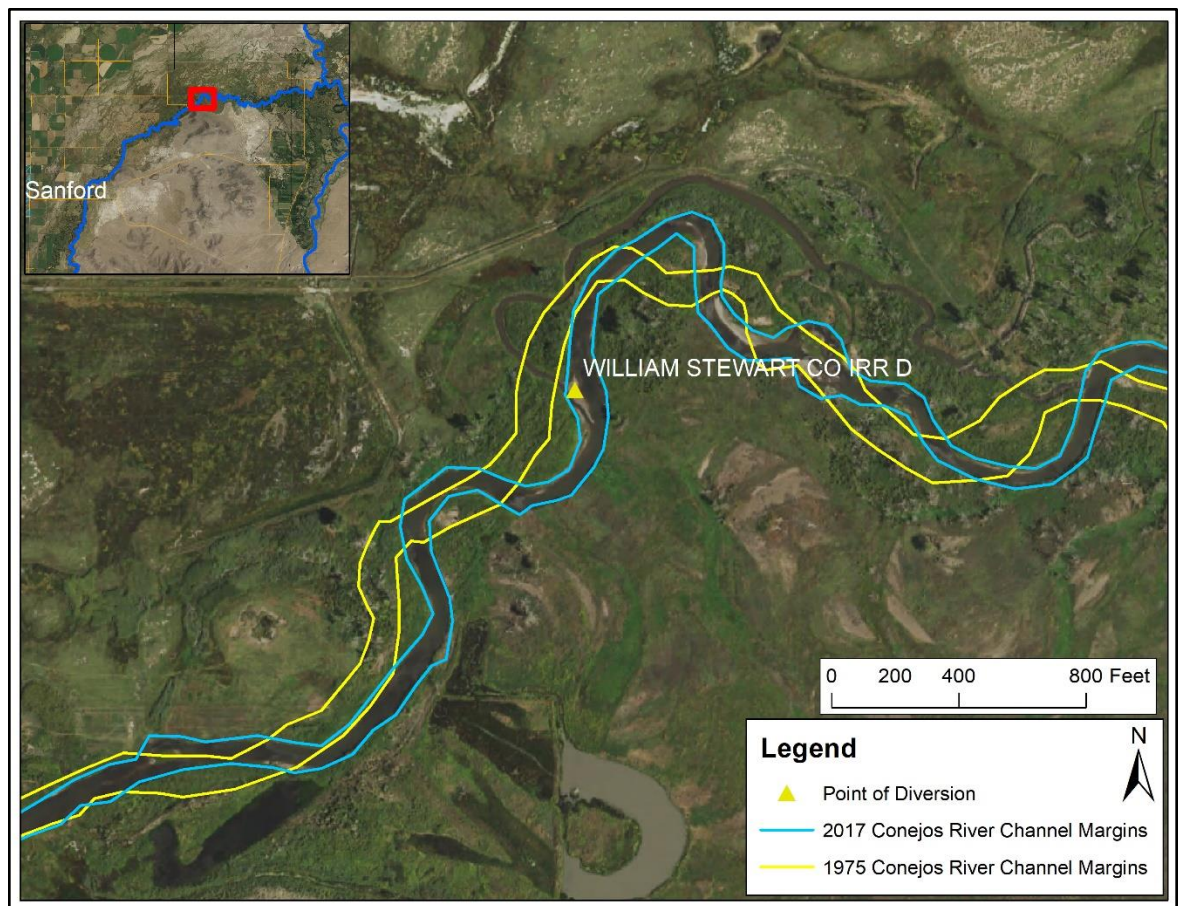 Sanford
WILLIAM STEWART CO IRR D
0 200 400 800 Feet
Legend
N
Point of Diversion
2017 Conejos River Channel Margins
1975 Conejos River Channel Margins